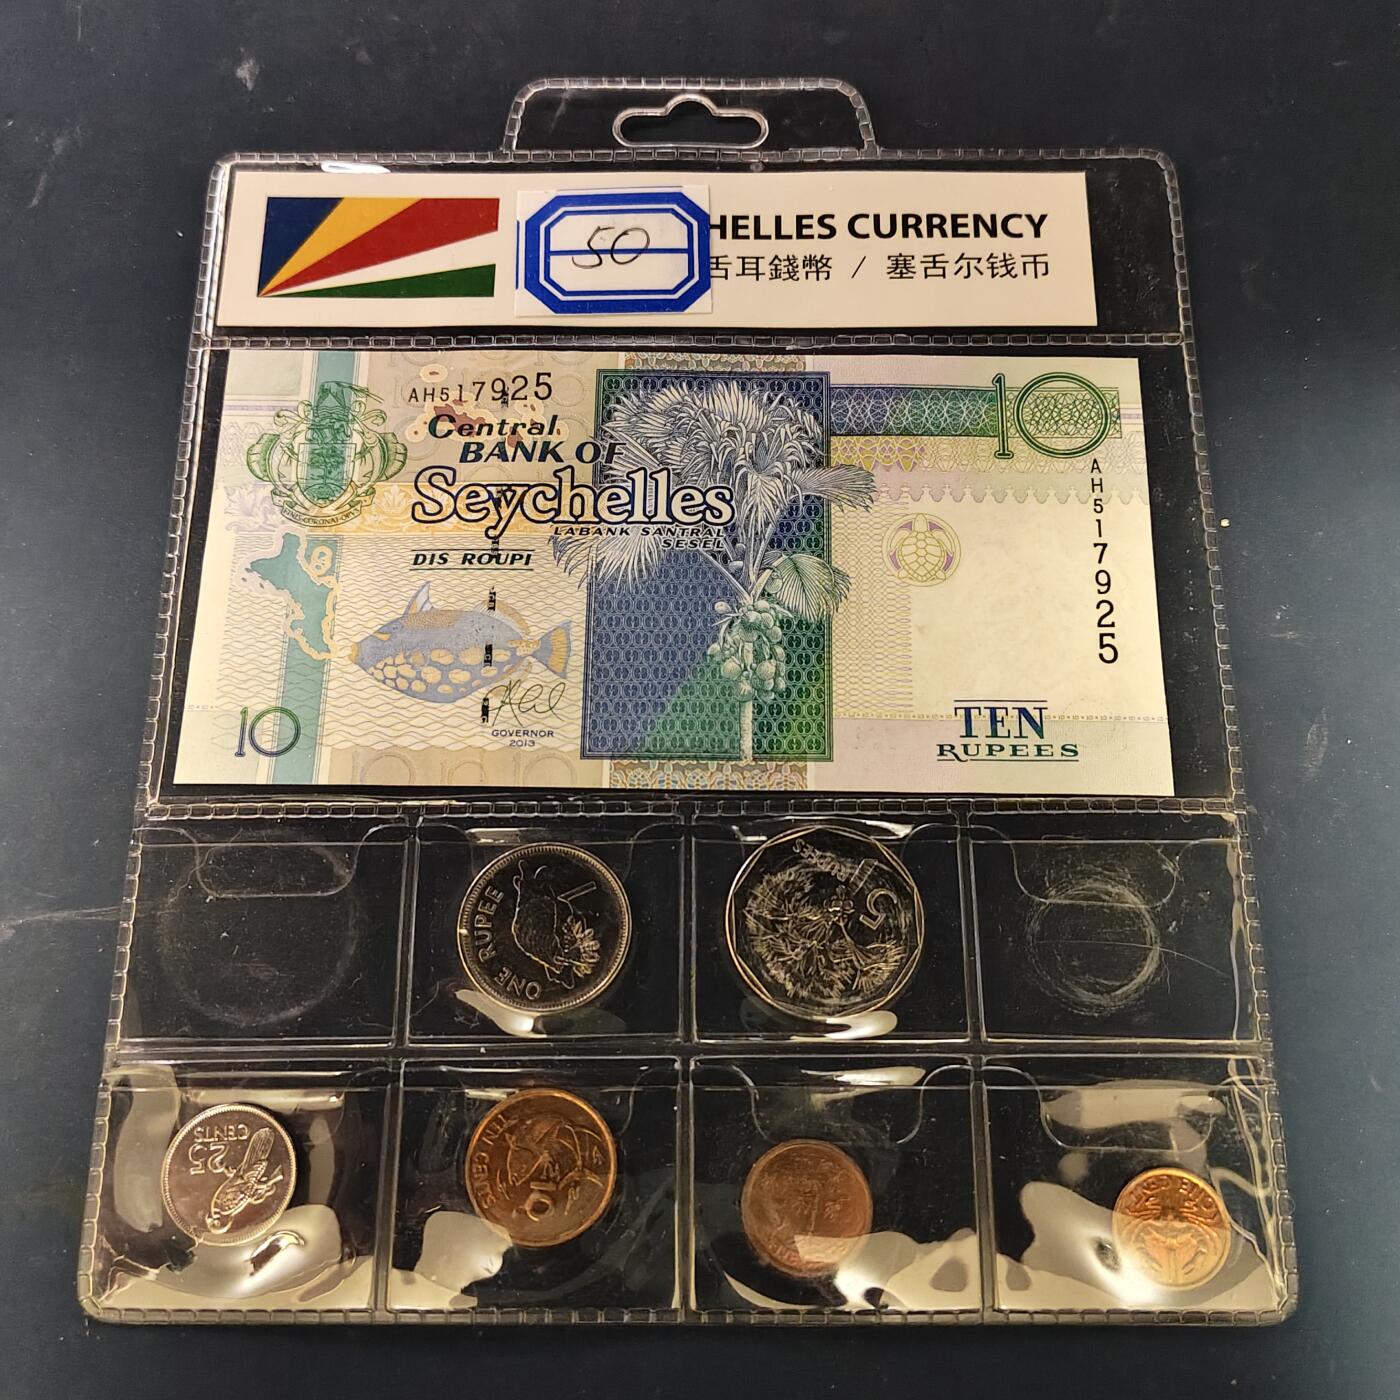 HELLES CURRENCY
50
舌耳錢幣 / 塞舌尔钱币
AH517925
10
Central
BANK OF
Seychelles
LABANK SANTRAL
SESEL
DIS ROUPI
AH517925
GOVERNOR
2013
10
TEN
RUPEES
1
ONE RUPEE
5
25
CENTS
TEN CENTS
10
ONE CENT